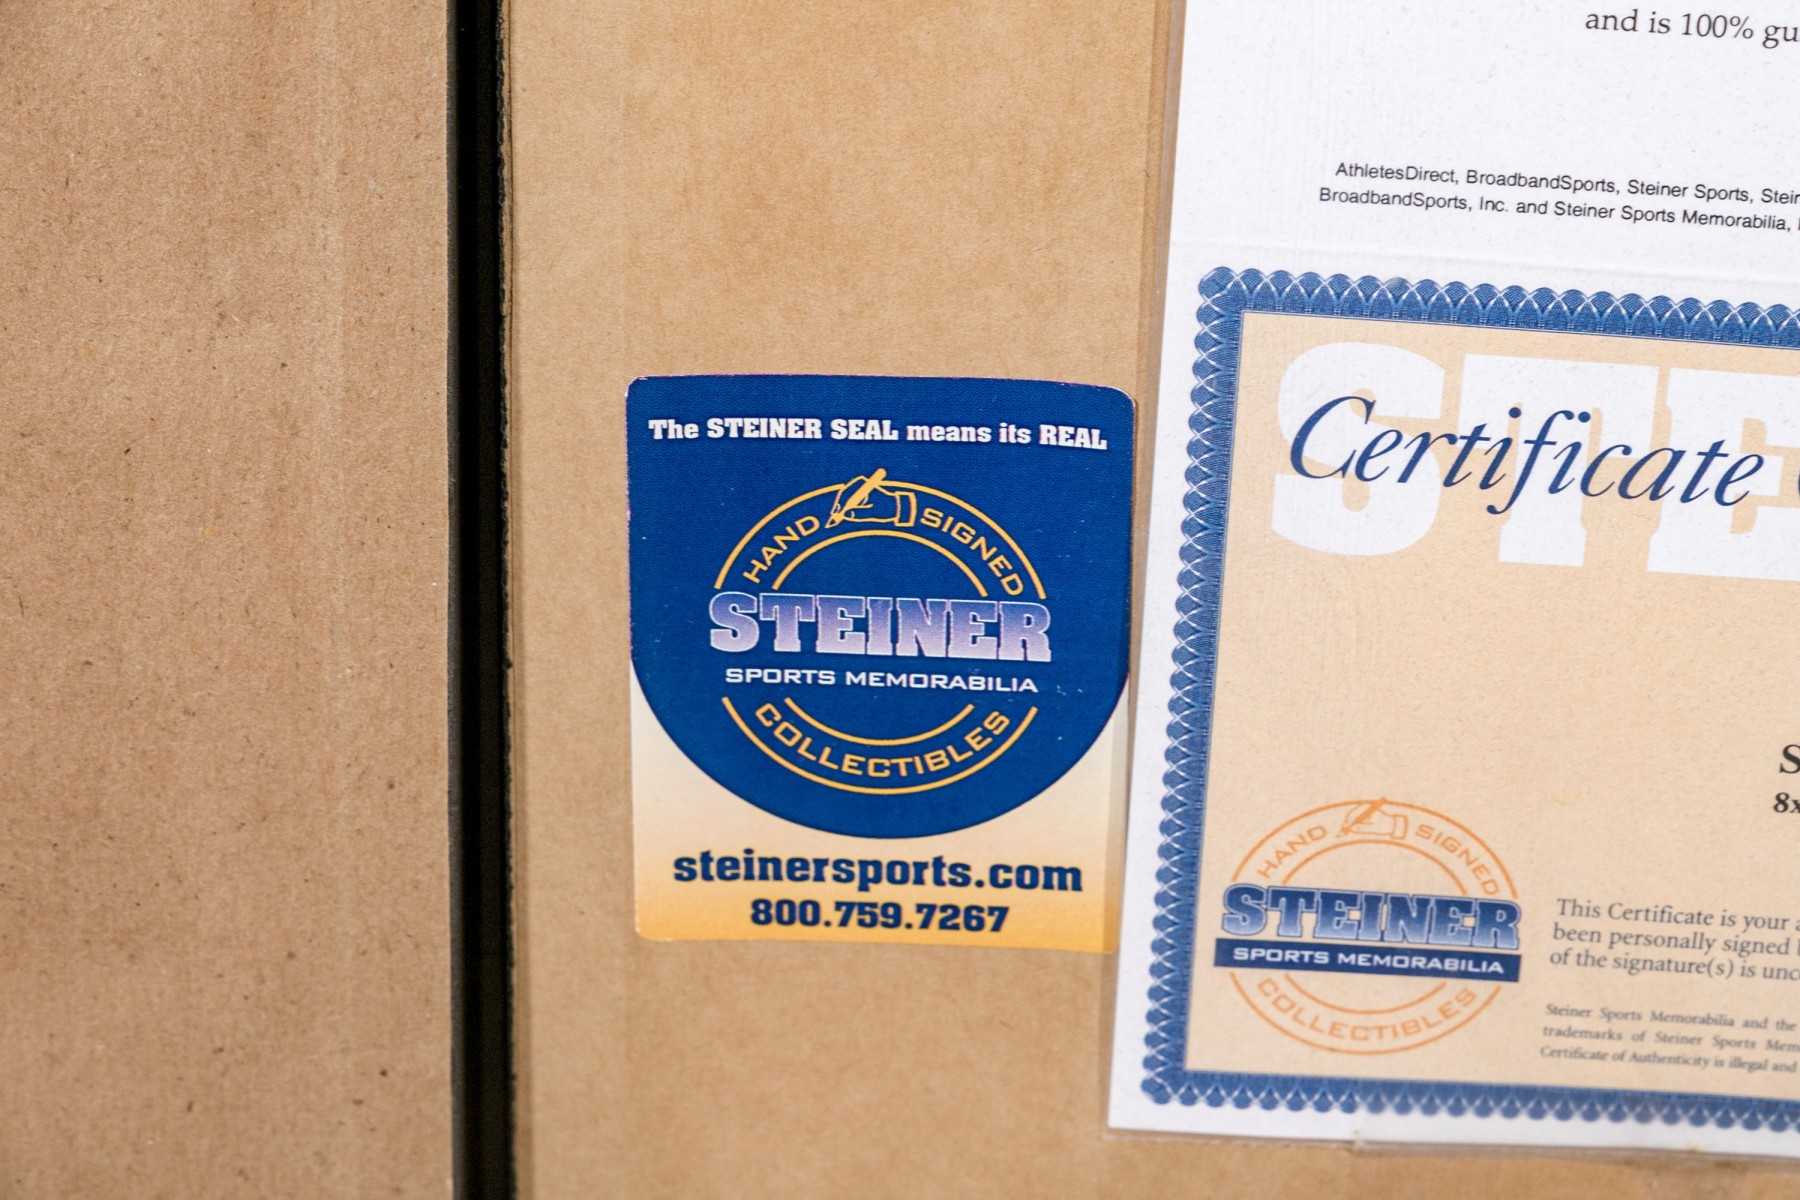 The STEINER SEAL means its REAL
HAND SIGNED
STEINER
SPORTS MEMORABILIA
COLLECTIBLES
steinersports.com
800.759.7267
and is 100%
AthletesDirect, BroadbandSports, Steiner Sports,
BroadbandSports, Inc. and Steiner Sports Memorabilia,
STE
Certificate
S
8x
HAND SIGNED
STEINER
SPORTS MEMORABILIA
COLLECTIBLES
This Certificate is your
been personally signed
of the signature(s) is
Steiner Sports Memorabilia and the
trademarks of Steiner Sports
Certificate of Authenticity is illegal and